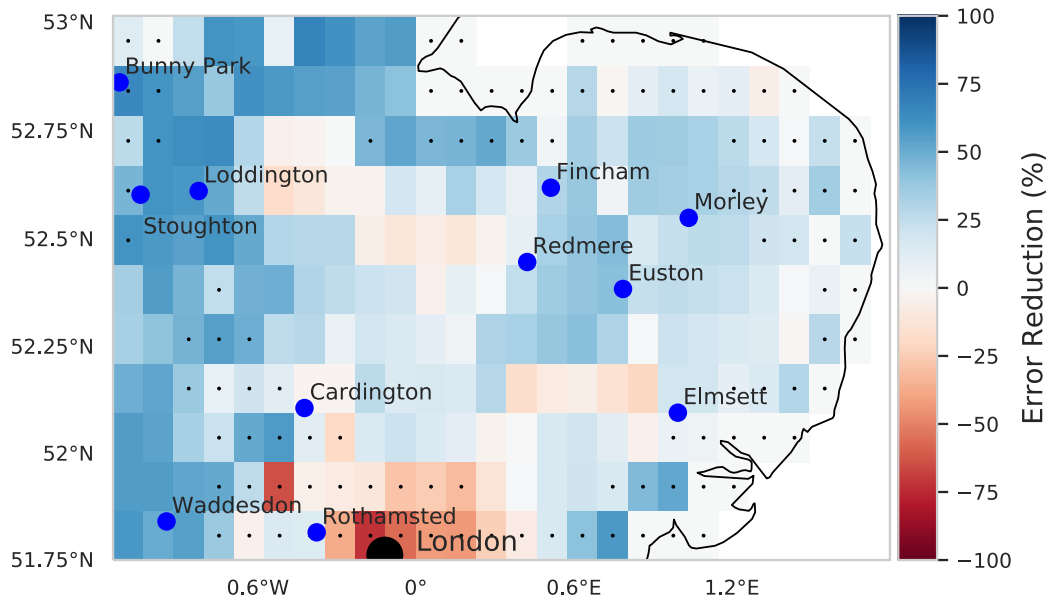 53°N
52.75°N
52.5°N
52.25°N
52°N
51.75°N
Bunny Park
Loddington
Stoughton
Fincham
Morley
Redmere
Euston
Cardington
Elmsett
Waddesdon
Rothamsted
London
0.6°W
0°
0.6°E
1.2°E
100
75
50
25
0
−25
−50
−75
−100
Error Reduction (%)